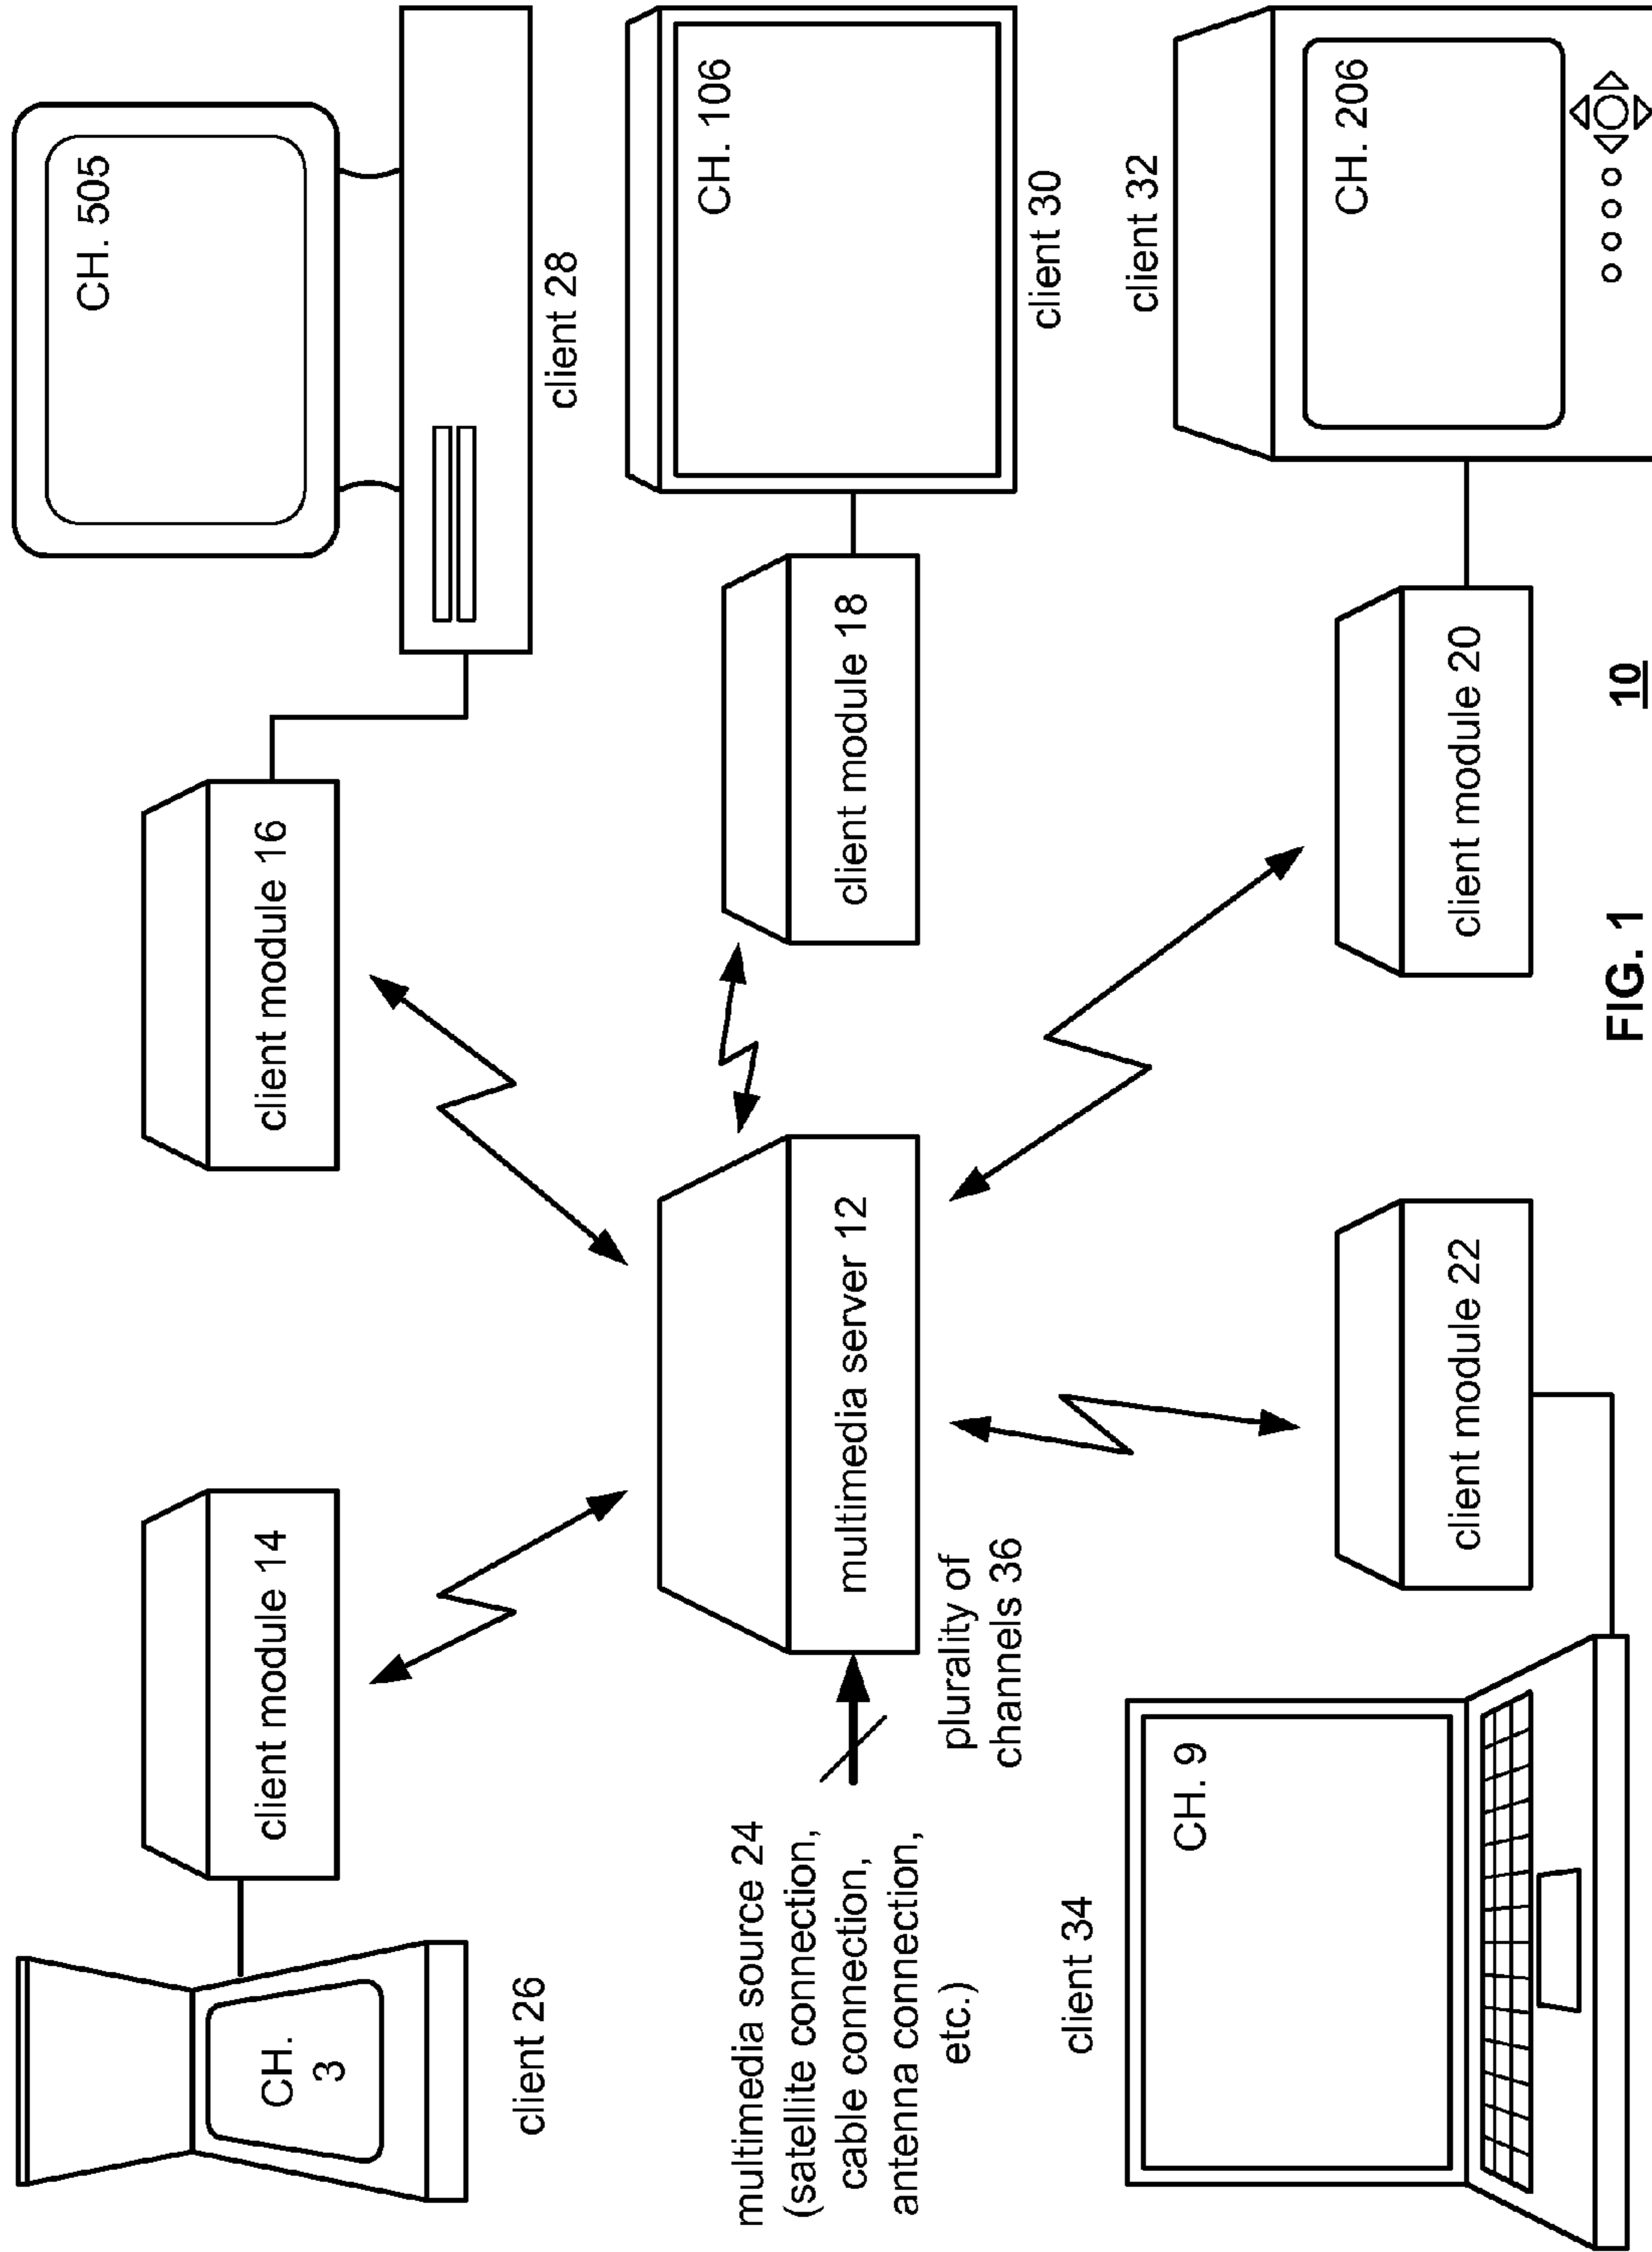 CH.
3
client 26
client module 14
client module 16
CH. 505
client 28
multimedia source 24
(satellite connection,
cable connection,
antenna connection,
etc.)
plurality of
channels 36
multimedia server 12
client module 18
CH. 106
client 30
client 34
CH. 9
client module 22
client module 20
client 32
CH. 206
FIG. 1
10